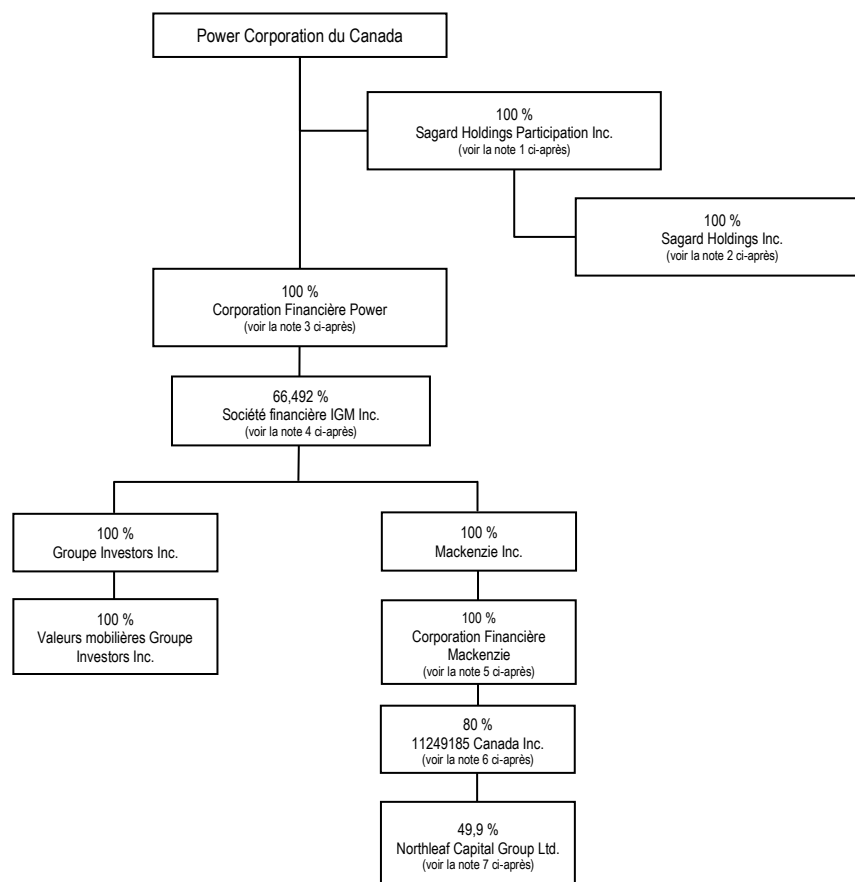 Power Corporation du Canada
100 %
Sagard Holdings Participation Inc.
(voir la note 1 ci-après)
100 %
Sagard Holdings Inc.
(voir la note 2 ci-après)
100 %
Corporation Financière Power
(voir la note 3 ci-après)
66,492 %
Société financière IGM Inc.
(voir la note 4 ci-après)
100 %
Groupe Investors Inc.
100 %
Mackenzie Inc.
100 %
Valeurs mobilières Groupe
Investors Inc.
100 %
Corporation Financière
Mackenzie
(voir la note 5 ci-après)
80 %
11249185 Canada Inc.
(voir la note 6 ci-après)
49,9 %
Northleaf Capital Group Ltd.
(voir la note 7 ci-après)